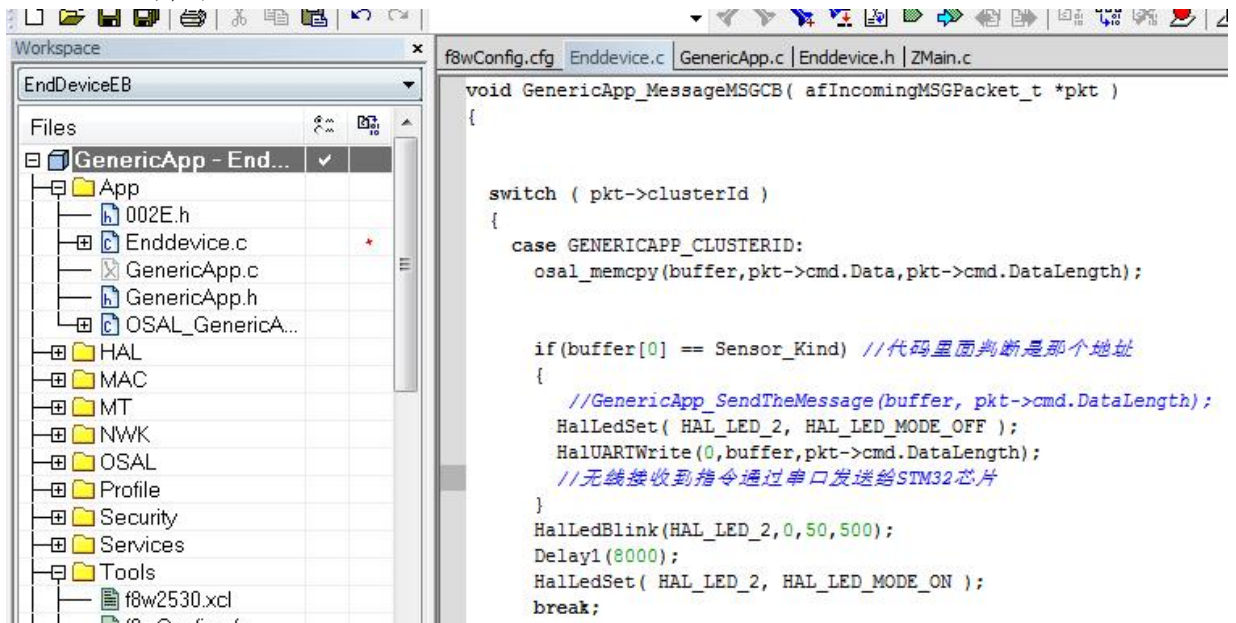 Workspace
EndDeviceEB
Files
GenericApp - End...
App
002E.h
Enddevice.c
GenericApp.c
GenericApp.h
OSAL_GenericA...
HAL
MAC
MT
NWK
OSAL
Profile
Security
Services
Tools
f8w2530.xcl
f8wConfig.cfg Enddevice.c GenericApp.c Enddevice.h ZMain.c
void GenericApp_MessageMSGCB( afIncomingMSGPacket_t *pkt )
{
switch ( pkt->clusterId )
{
case GENERICAPP_CLUSTERID:
osal_memcpy(buffer,pkt->cmd.Data,pkt->cmd.DataLength);
if(buffer[0] == Sensor_Kind) //代码里面判断是那个地址
{
//GenericApp_SendTheMessage(buffer, pkt->cmd.DataLength);
HalLedSet( HAL_LED_2, HAL_LED_MODE_OFF );
HalUARTWrite(0,buffer,pkt->cmd.DataLength);
//无线接收到指令通过串口发送给STM32芯片
}
HalLedBlink(HAL_LED_2,0,50,500);
Delay1(8000);
HalLedSet( HAL_LED_2, HAL_LED_MODE_ON );
break;